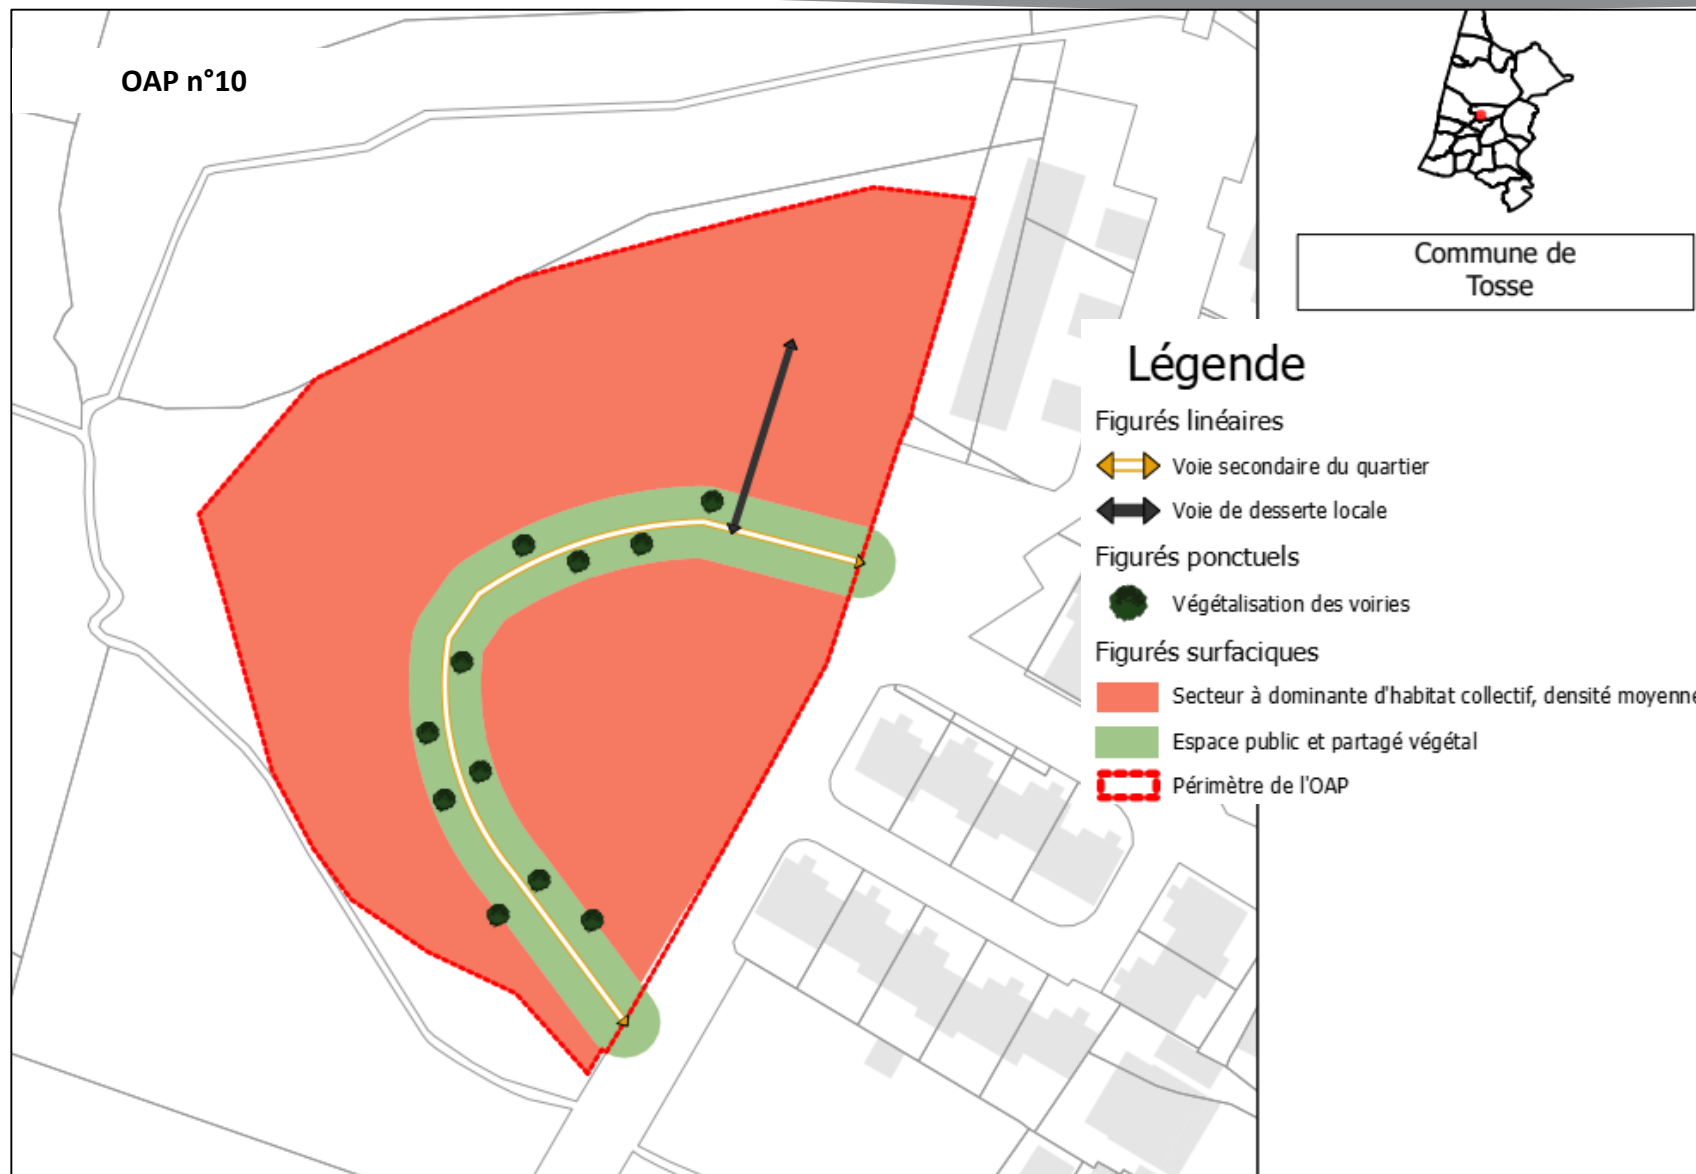 OAP n°10
Commune de
Tosse
Légende
Figurés linéaires
Voie secondaire du quartier
Voie de desserte locale
Figurés ponctuels
Végétalisation des voiries
Figurés surfaciques
Secteur à dominante d'habitat collectif, densité moyenne
Espace public et partagé végétal
Périmètre de l'OAP